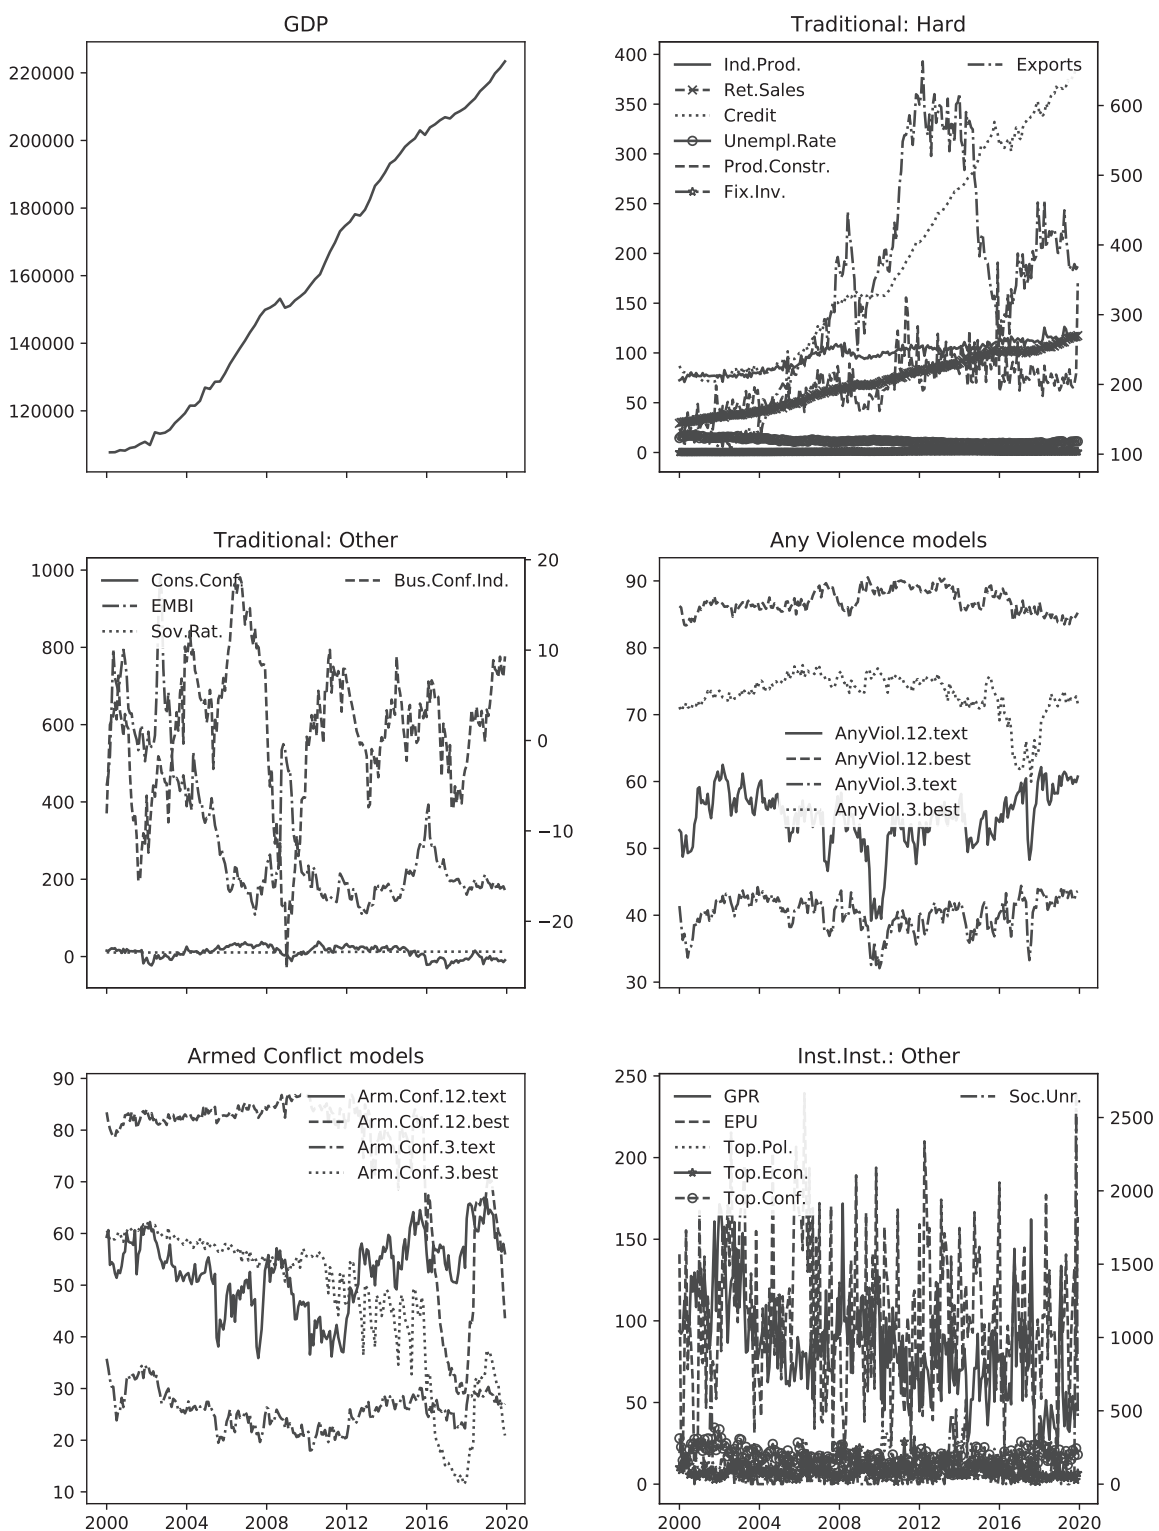 GDP
220000
200000
180000
160000
140000
120000
Traditional: Hard
Ind.Prod.
Ret.Sales
Credit
Unempl.Rate
Prod.Constr.
Fix.Inv.
Exports
400
350
300
250
200
150
100
50
0
600
500
400
300
200
100
Traditional: Other
Cons.Conf.
EMBI
Sov.Rat.
Bus.Conf.Ind.
1000
800
600
400
200
0
20
10
0
−10
−20
Any Violence models
90
80
70
60
50
40
30
AnyViol.12.text
AnyViol.12.best
AnyViol.3.text
AnyViol.3.best
Armed Conflict models
90
80
70
60
50
40
30
20
10
Arm.Conf.12.text
Arm.Conf.12.best
Arm.Conf.3.text
Arm.Conf.3.best
2000 2004 2008 2012 2016 2020
Inst.Inst.: Other
GPR
EPU
Top.Pol.
Top.Econ.
Top.Conf.
Soc.Unr.
250
200
150
100
50
0
2500
2000
1500
1000
500
0
2000 2004 2008 2012 2016 2020